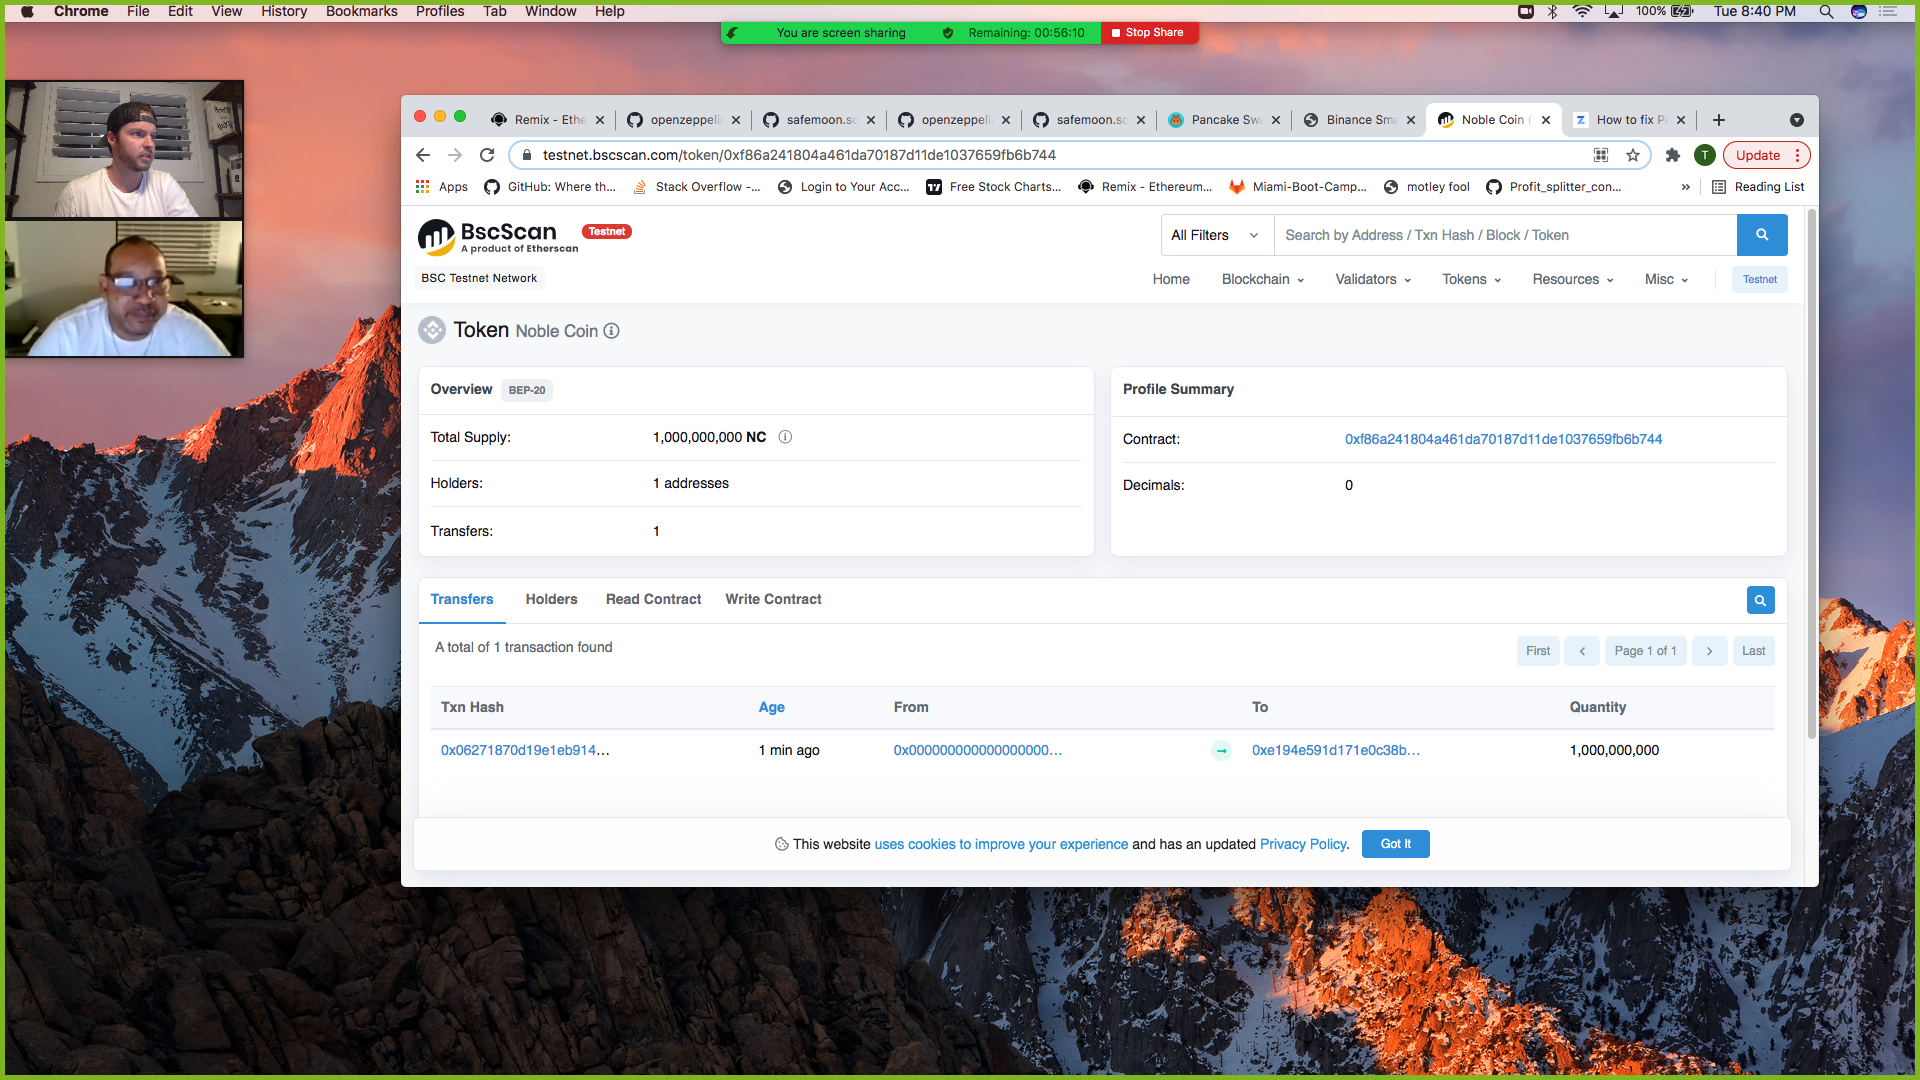 Chrome File Edit View History Bookmarks Profiles Tab Window Help
100% Tue 8:40 PM
You are screen sharing Remaining: 00:56:10 Stop Share
Remix - Ethe openzeppelin safemoon.so openzeppelin safemoon.so Pancake Swa Binance Sma Noble Coin ( How to fix P
testnet.bscscan.com/token/0xf86a241804a461da70187d11de1037659fb6b744
T Update
Apps GitHub: Where th... Stack Overflow -... Login to Your Acc... Free Stock Charts... Remix - Ethereum... Miami-Boot-Camp... motley fool Profit_splitter_con... » Reading List
BscScan Testnet
A product of Etherscan
All Filters Search by Address / Txn Hash / Block / Token
BSC Testnet Network
Home Blockchain Validators Tokens Resources Misc Testnet
Token Noble Coin
Overview BEP-20
Total Supply: 1,000,000,000 NC
Holders: 1 addresses
Transfers: 1
Profile Summary
Contract: 0xf86a241804a461da70187d11de1037659fb6b744
Decimals: 0
Transfers Holders Read Contract Write Contract
A total of 1 transaction found
First Page 1 of 1 Last
Txn Hash Age From To Quantity
0x06271870d19e1eb914... 1 min ago 0x000000000000000000... 0xe194e591d171e0c38b... 1,000,000,000
This website uses cookies to improve your experience and has an updated Privacy Policy. Got It